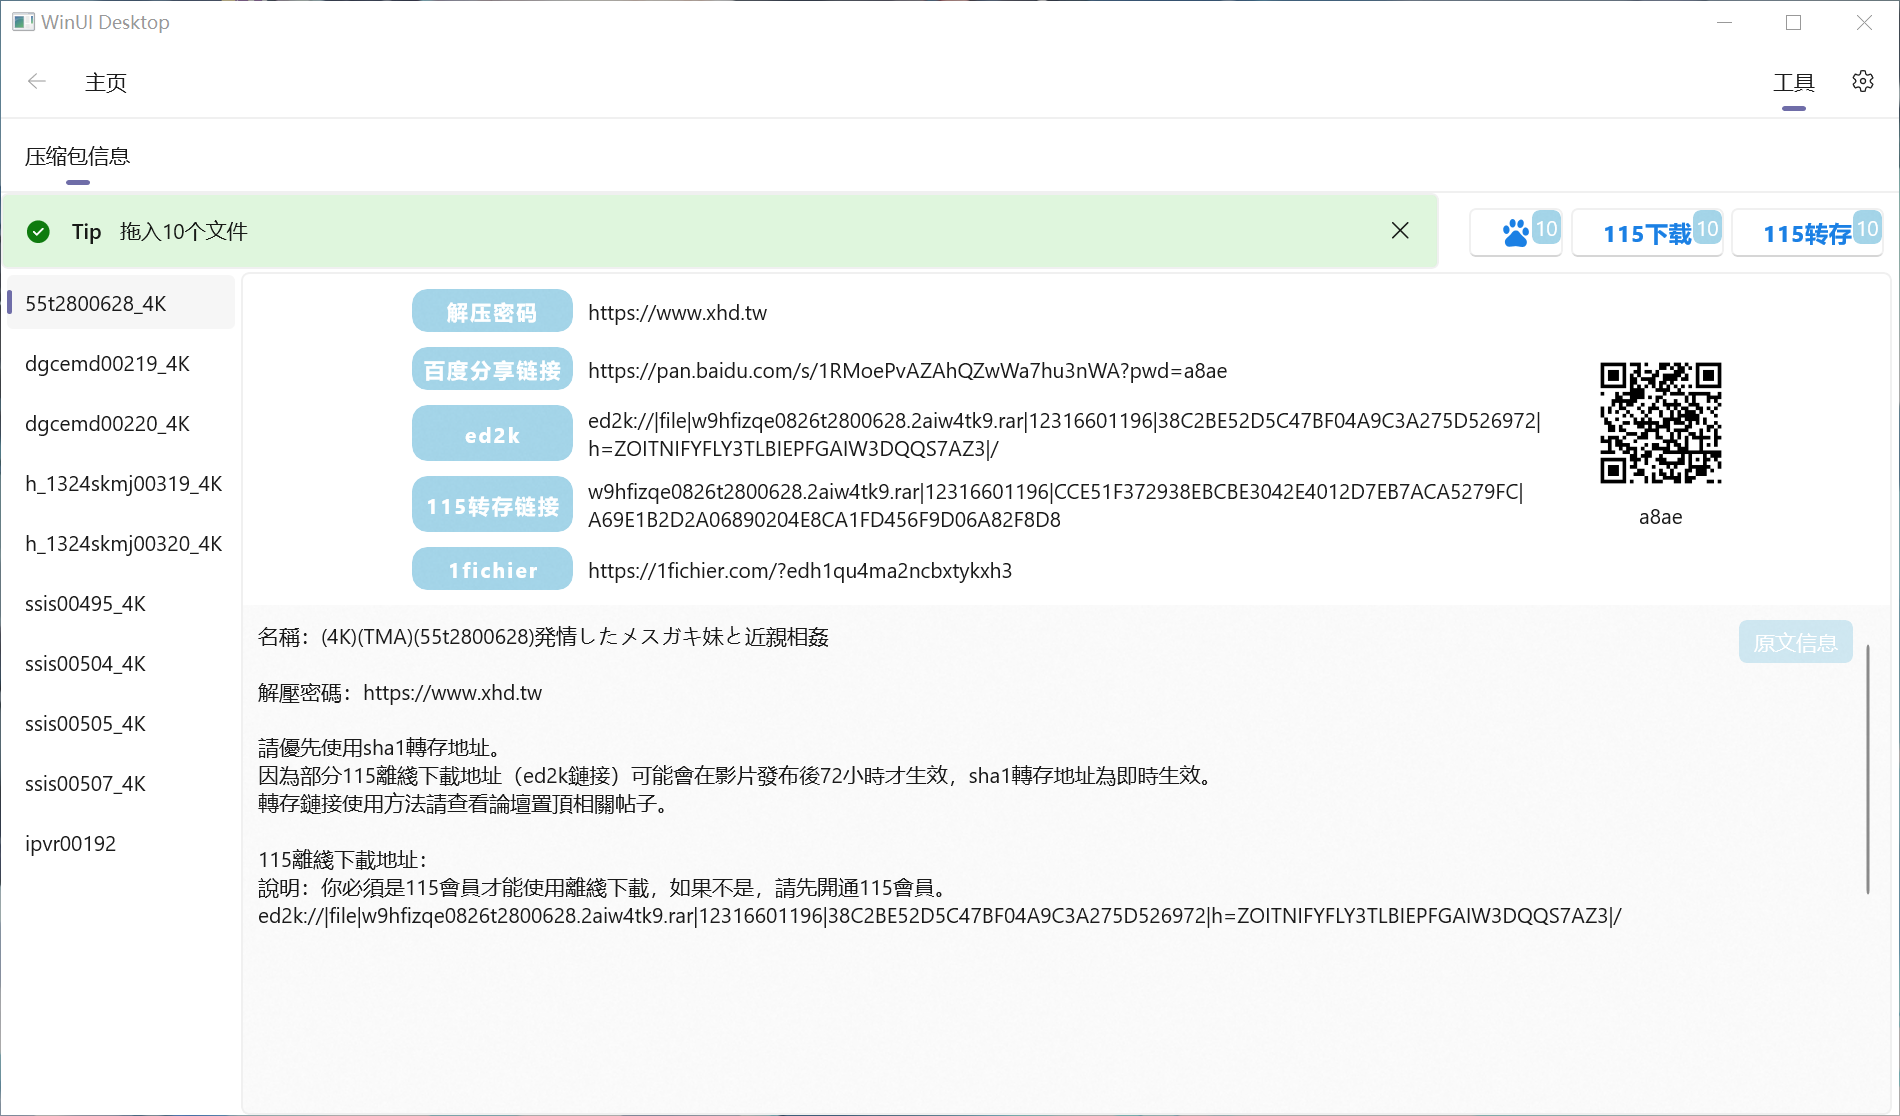 WinUI Desktop
主页
工具
压缩包信息
Tip 拖入10个文件
10
115下载 10
115转存 10
55t2800628_4K
dgcemd00219_4K
dgcemd00220_4K
h_1324skmj00319_4K
h_1324skmj00320_4K
ssis00495_4K
ssis00504_4K
ssis00505_4K
ssis00507_4K
ipvr00192
解压密码 https://www.xhd.tw
百度分享链接 https://pan.baidu.com/s/1RMoePvAZAhQZwWa7hu3nWA?pwd=a8ae
ed2k ed2k://|file|w9hfizqe0826t2800628.2aiw4tk9.rar|12316601196|38C2BE52D5C47BF04A9C3A275D526972|
h=ZOITNIFYFLY3TLBIEPFGAIW3DQQS7AZ3|/
115转存链接 w9hfizqe0826t2800628.2aiw4tk9.rar|12316601196|CCE51F372938EBCBE3042E4012D7EB7ACA5279FC|
A69E1B2D2A06890204E8CA1FD456F9D06A82F8D8
1fichier https://1fichier.com/?edh1qu4ma2ncbxtykxh3
a8ae
名稱：(4K)(TMA)(55t2800628)発情したメスガキ妹と近親相姦
原文信息
解壓密碼：https://www.xhd.tw
請優先使用sha1轉存地址。
因為部分115離綫下載地址（ed2k鏈接）可能會在影片發布後72小時才生效，sha1轉存地址為即時生效。
轉存鏈接使用方法請查看論壇置頂相關帖子。
115離綫下載地址：
說明：你必須是115會員才能使用離綫下載，如果不是，請先開通115會員。
ed2k://|file|w9hfizqe0826t2800628.2aiw4tk9.rar|12316601196|38C2BE52D5C47BF04A9C3A275D526972|h=ZOITNIFYFLY3TLBIEPFGAIW3DQQS7AZ3|/